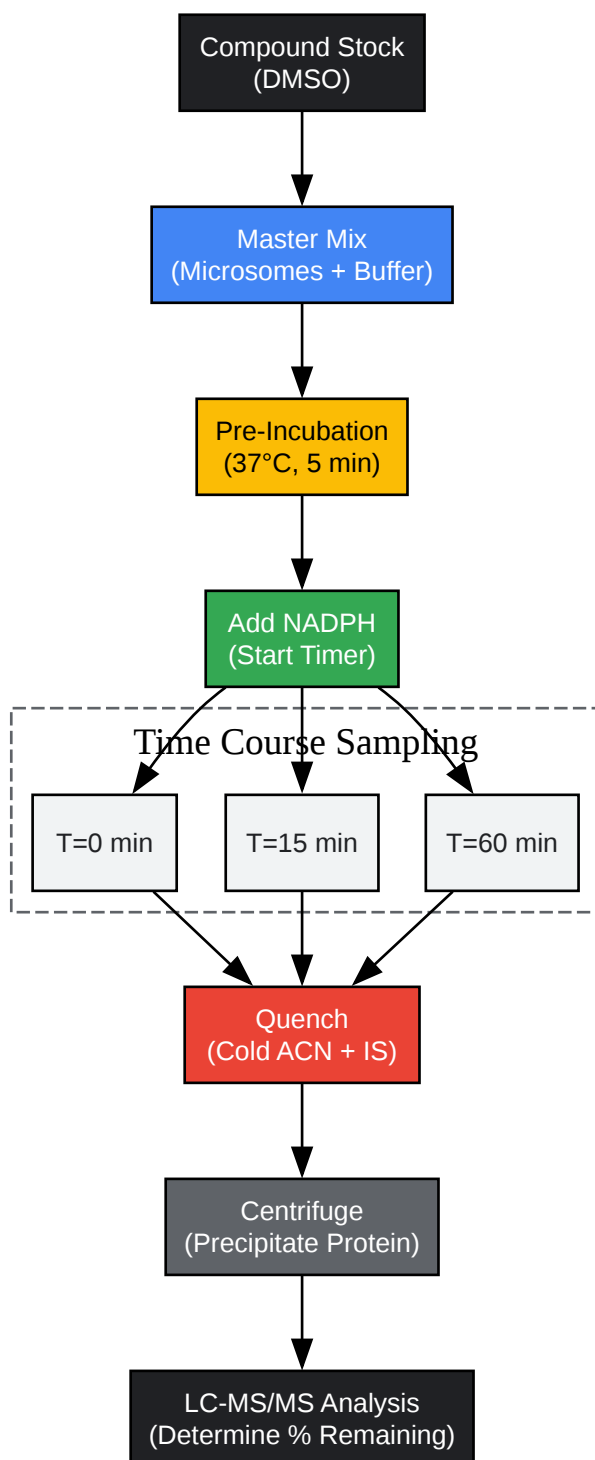 Compound Stock
(DMSO)
Master Mix
(Microsomes + Buffer)
Pre-Incubation
(37°C, 5 min)
Add NADPH
(Start Timer)
Time Course Sampling
T=0 min
T=15 min
T=60 min
Quench
(Cold ACN + IS)
Centrifuge
(Precipitate Protein)
LC-MS/MS Analysis
(Determine % Remaining)